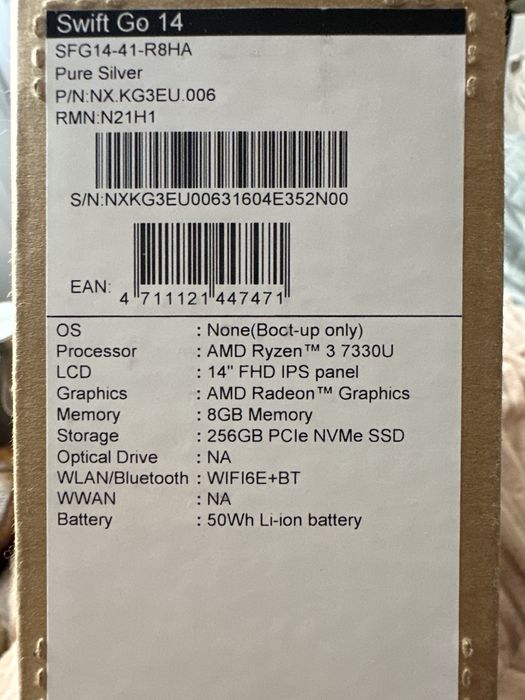 Swift Go 14
SFG14-41-R8HA
Pure Silver
P/N:NX.KG3EU.006
RMN:N21H1
S/N:NXKG3EU00631604E352N00
EAN: 4 711121 447471
OS : None(Boct-up only)
Processor : AMD Ryzen™ 3 7330U
LCD : 14" FHD IPS panel
Graphics : AMD Radeon™ Graphics
Memory : 8GB Memory
Storage : 256GB PCIe NVMe SSD
Optical Drive : NA
WLAN/Bluetooth : WIFI6E+BT
WWAN : NA
Battery : 50Wh Li-ion battery